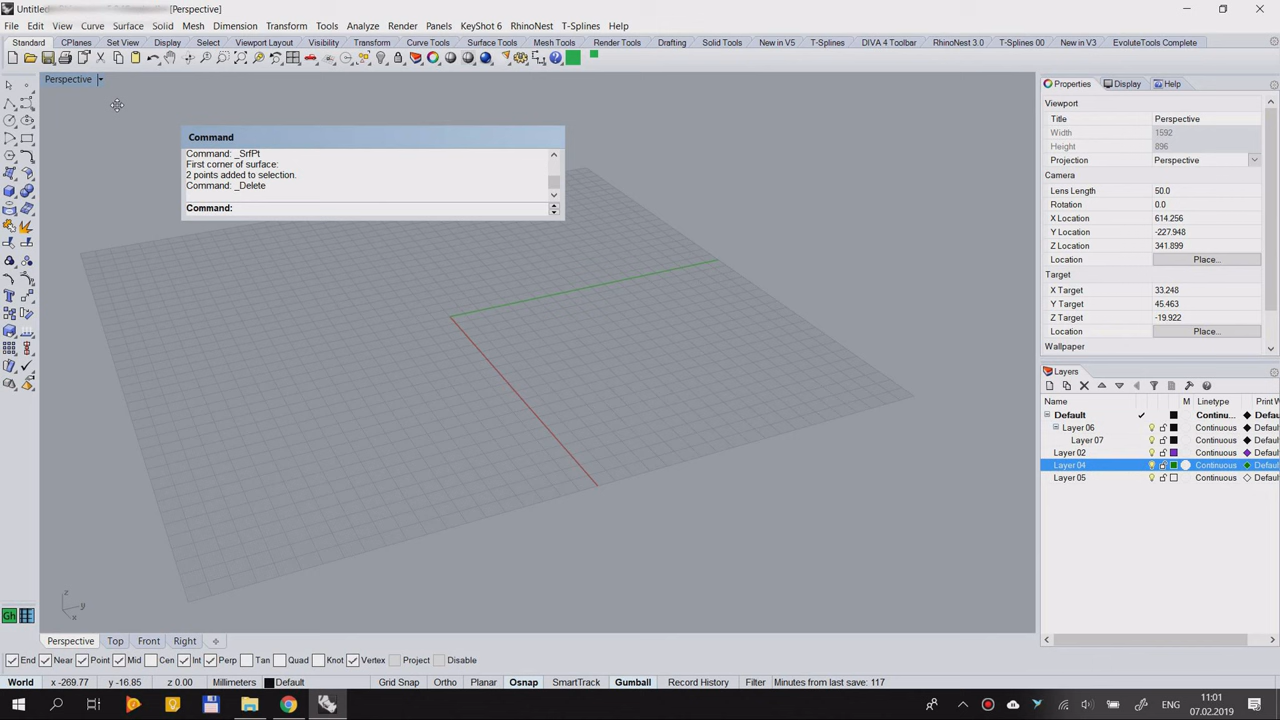 Untitled [Perspective]
File Edit View Curve Surface Solid Mesh Dimension Transform Tools Analyze Render Panels KeyShot 6 RhinoNest T-Splines Help
Standard CPlanes Set View Display Select Viewport Layout Visibility Transform Curve Tools Surface Tools Mesh Tools Render Tools Drafting Solid Tools New in V5 T-Splines DIVA 4 Toolbar RhinoNest 3.0 T-Splines 00 New in V3 EvoluteTools Complete
Perspective
Command
Command: _SrfPt
First corner of surface:
2 points added to selection.
Command: _Delete
Command:
z
y
x
Properties Display Help
Viewport
Title Perspective
Width 1592
Height 896
Projection Perspective
Camera
Lens Length 50.0
Rotation 0.0
X Location 614.256
Y Location -227.948
Z Location 341.899
Location Place...
Target
X Target 33.248
Y Target 45.463
Z Target -19.922
Location Place...
Wallpaper
Layers
Name M Linetype Print W
Default Continu... Defaul
Layer 06 Continuous Defaul
Layer 07 Continuous Defaul
Layer 02 Continuous Defaul
Layer 04 Continuous Defaul
Layer 05 Continuous Defaul
Gh
Perspective Top Front Right
End Near Point Mid Cen Int Perp Tan Quad Knot Vertex Project Disable
World x -269.77 y -16.85 z 0.00 Millimeters Default Grid Snap Ortho Planar Osnap SmartTrack Gumball Record History Filter Minutes from last save: 117
ENG
11:01
07.02.2019